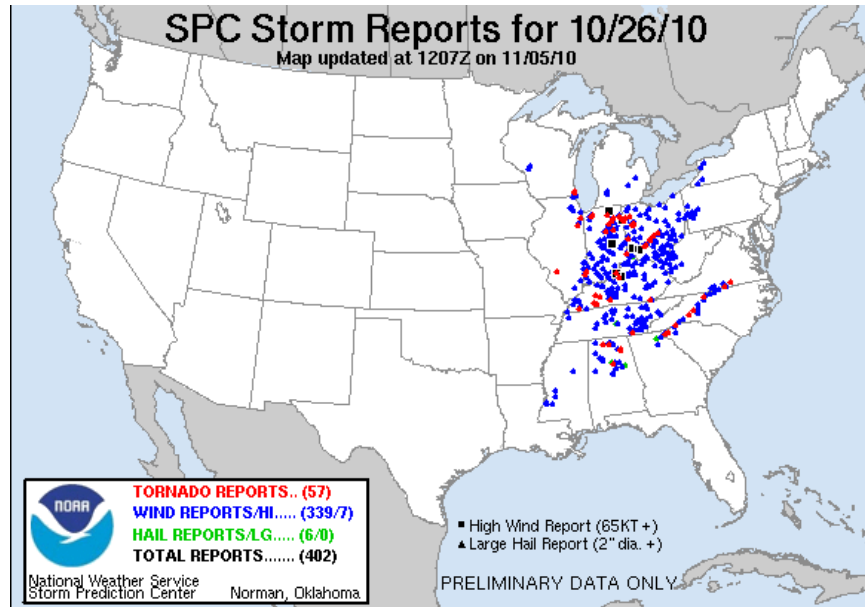 SPC Storm Reports for 10/26/10
Map updated at 1207Z on 11/05/10
NOAA
TORNADO REPORTS.. (57)
WIND REPORTS/HI..... (339/7)
HAIL REPORTS/LG..... (6/0)
TOTAL REPORTS....... (402)
National Weather Service
Storm Prediction Center Norman, Oklahoma
High Wind Report (65KT +)
Large Hail Report (2" dia. +)
PRELIMINARY DATA ONLY